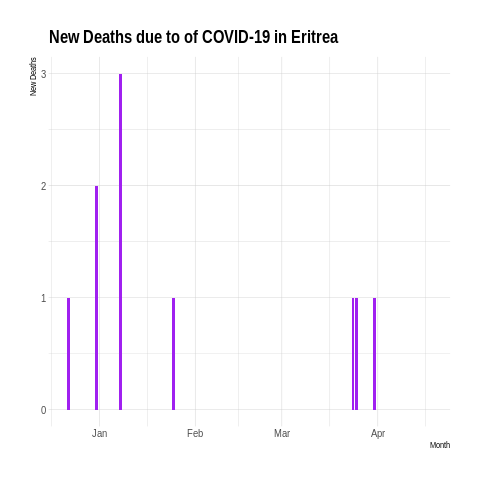 New Deaths due to of COVID-19 in Eritrea
New Deaths
3
2
1
0
Jan Feb Mar Apr
Month